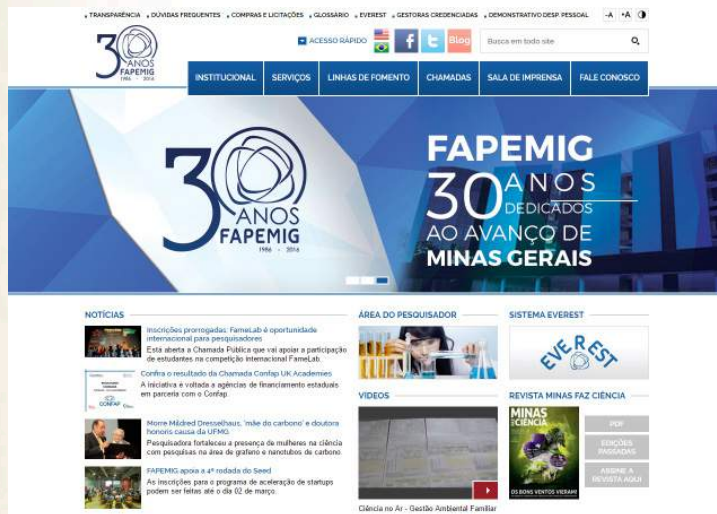 TRANSPARÊNCIA DÚVIDAS FREQUENTES COMPRAS E LICITAÇÕES GLOSSÁRIO EVEREST GESTORAS CREDENCIADAS DEMONSTRATIVO DESP. PESSOAL -A +A
30 ANOS
FAPEMIG
1986 - 2016
ACESSO RÁPIDO
Blog
Busca em todo site
INSTITUCIONAL SERVIÇOS LINHAS DE FOMENTO CHAMADAS SALA DE IMPRENSA FALE CONOSCO
30 ANOS
FAPEMIG
1986 - 2016
FAPEMIG
30 ANOS
DEDICADOS
AO AVANÇO DE
MINAS GERAIS
NOTÍCIAS
Inscrições prorrogadas: FameLab é oportunidade
internacional para pesquisadores
Está aberta a Chamada Pública que vai apoiar a participação
de estudantes na competição internacional FameLab.
Confira o resultado da Chamada Confap UK Academies
A iniciativa é voltada a agências de financiamento estaduais
em parceria com o Confap.
CONFAP
Morre Mildred Dresselhaus, 'mãe do carbono' e doutora
honoris causa da UFMG.
Pesquisadora fortaleceu a presença de mulheres na ciência
com pesquisas na área de grafeno e nanotubos de carbono.
FAPEMIG apoia a 4ª rodada do Seed
As inscrições para o programa de aceleração de startups
podem ser feitas até o dia 02 de março.
ÁREA DO PESQUISADOR
VÍDEOS
Ciência no Ar - Gestão Ambiental Familiar
SISTEMA EVEREST
EVEREST
REVISTA MINAS FAZ CIÊNCIA
MINAS
FAZ CIÊNCIA
OS BONS VENTOS VIERAM!
PDF
EDIÇÕES
PASSADAS
ASSINE A
REVISTA AQUI